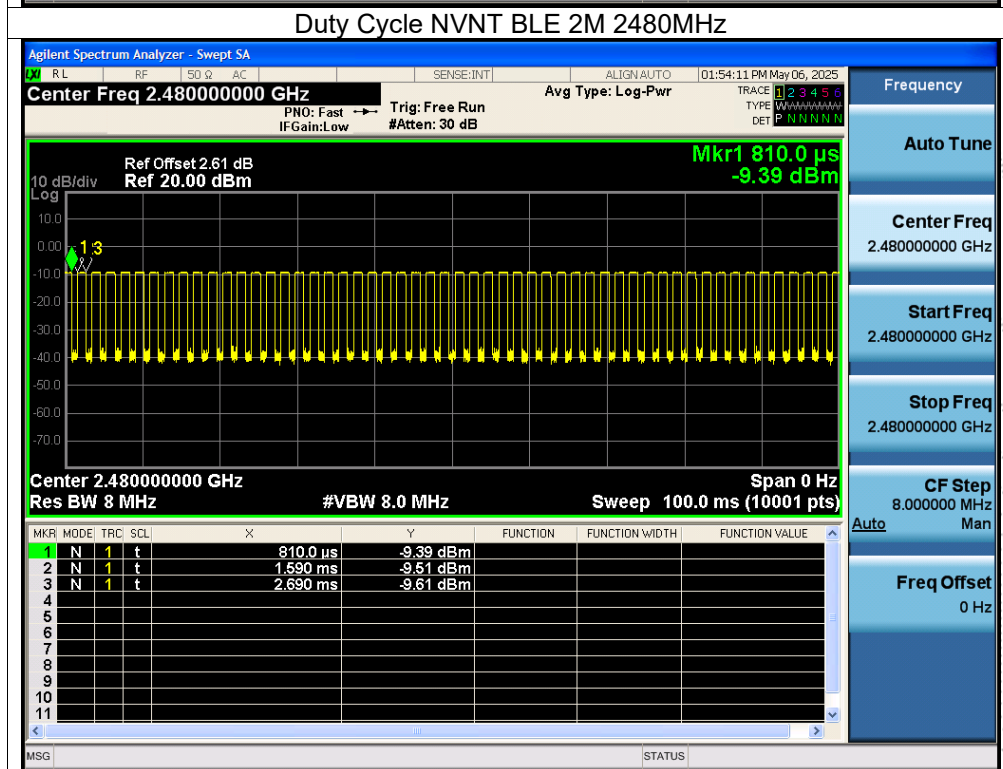 Duty Cycle NVNT BLE 2M 2480MHz
Agilent Spectrum Analyzer - Swept SA
LXI RL RF 50 Ω AC SENSE:INT ALIGN AUTO 01:54:11 PM May 06, 2025
Center Freq 2.480000000 GHz
PNO: Fast
IFGain:Low
Trig: Free Run
#Atten: 30 dB
Avg Type: Log-Pwr
TRACE 1 2 3 4 5 6
TYPE WWWWWW
DET P N N N N N
Ref Offset 2.61 dB
10 dB/div Ref 20.00 dBm
Log
Mkr1 810.0 µs
-9.39 dBm
10.0
0.00
-10.0
-20.0
-30.0
-40.0
-50.0
-60.0
-70.0
1 3
Center 2.480000000 GHz Span 0 Hz
Res BW 8 MHz #VBW 8.0 MHz Sweep 100.0 ms (10001 pts)
MKR MODE TRC SCL X Y FUNCTION FUNCTION WIDTH FUNCTION VALUE
1 N 1 t 810.0 µs -9.39 dBm
2 N 1 t 1.590 ms -9.51 dBm
3 N 1 t 2.690 ms -9.61 dBm
4
5
6
7
8
9
10
11
MSG STATUS
Frequency
Auto Tune
Center Freq
2.480000000 GHz
Start Freq
2.480000000 GHz
Stop Freq
2.480000000 GHz
CF Step
8.000000 MHz
Auto Man
Freq Offset
0 Hz